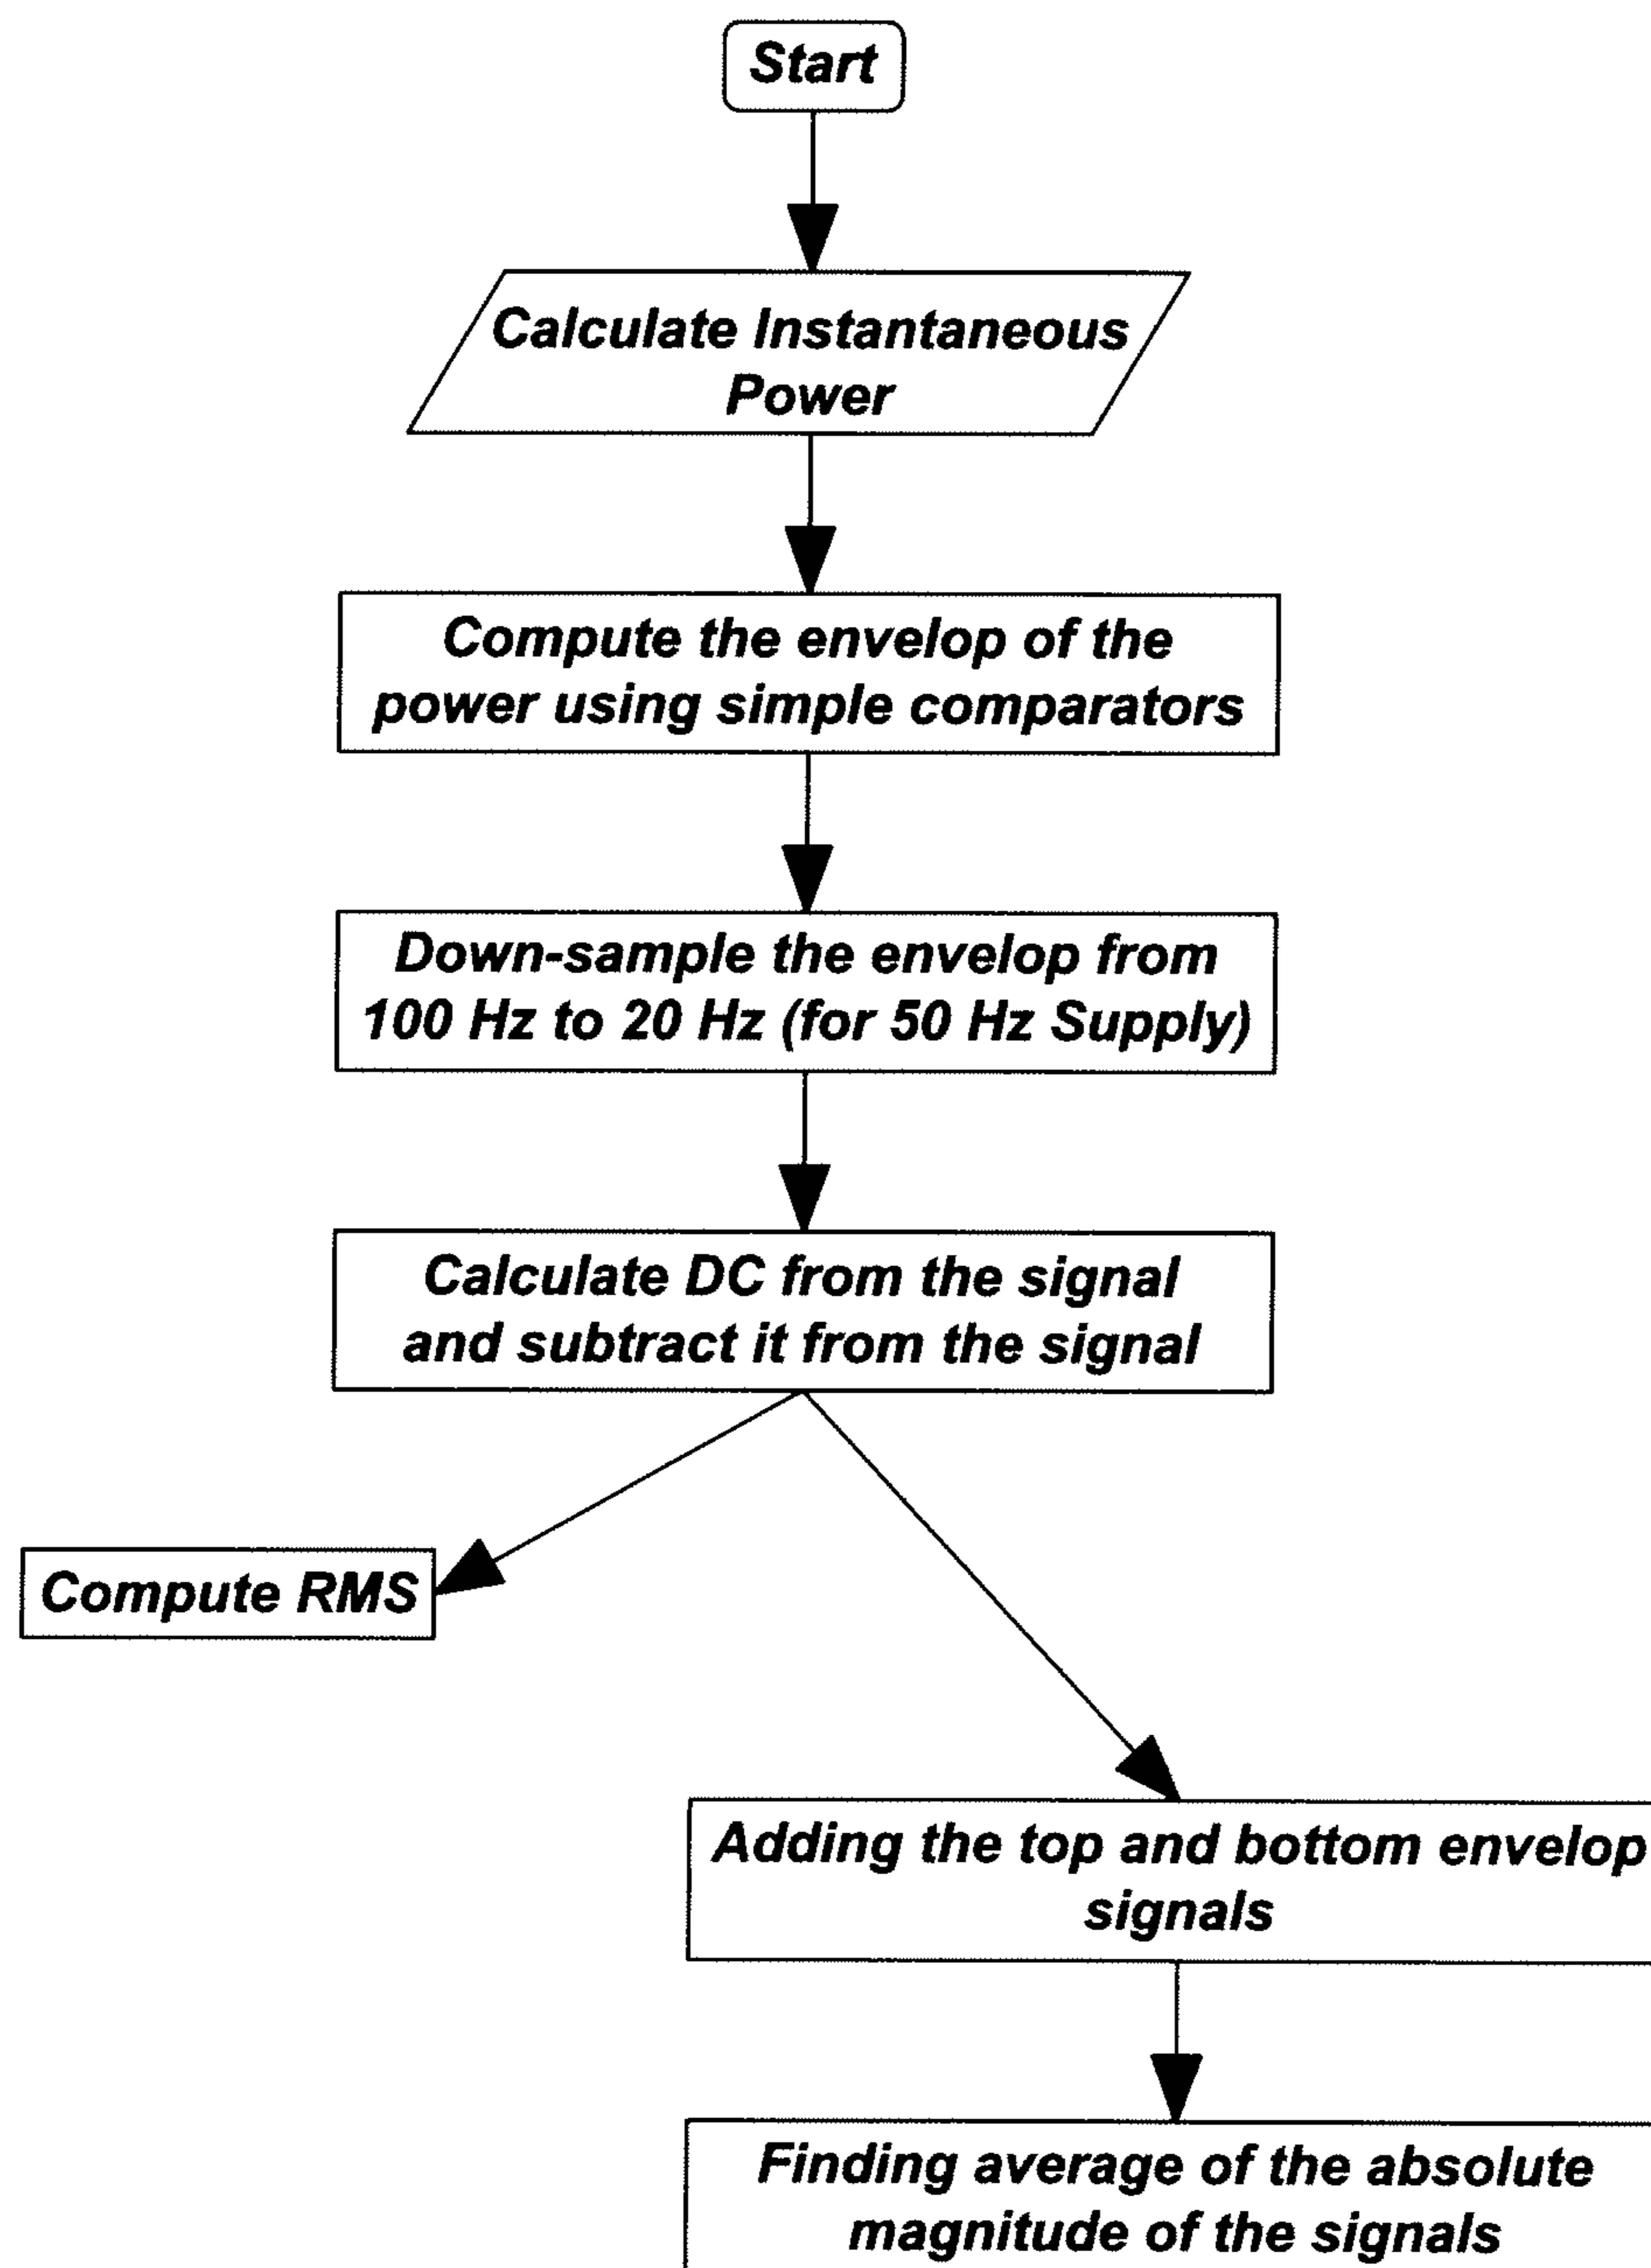 Start
Calculate Instantaneous
Power
Compute the envelop of the
power using simple comparators
Down-sample the envelop from
100 Hz to 20 Hz (for 50 Hz Supply)
Calculate DC from the signal
and subtract it from the signal
Compute RMS
Adding the top and bottom envelop
signals
Finding average of the absolute
magnitude of the signals